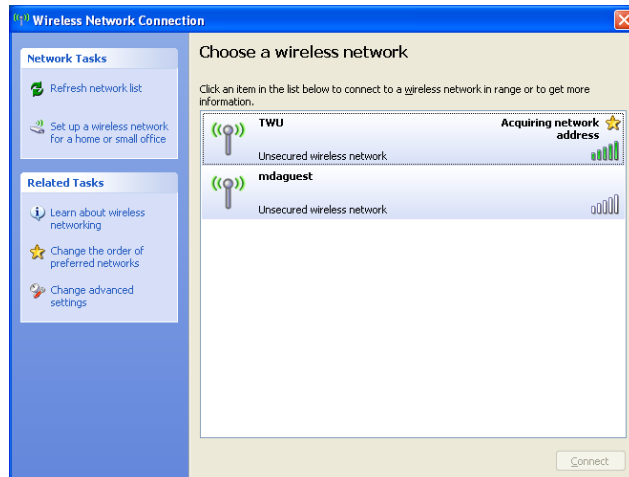 Wireless Network Connection
Network Tasks
Refresh network list
Set up a wireless network
for a home or small office
Related Tasks
Learn about wireless
networking
Change the order of
preferred networks
Change advanced
settings
Choose a wireless network
Click an item in the list below to connect to a wireless network in range or to get more
information.
TWU
Acquiring network
address
Unsecured wireless network
mdaguest
Unsecured wireless network
Connect